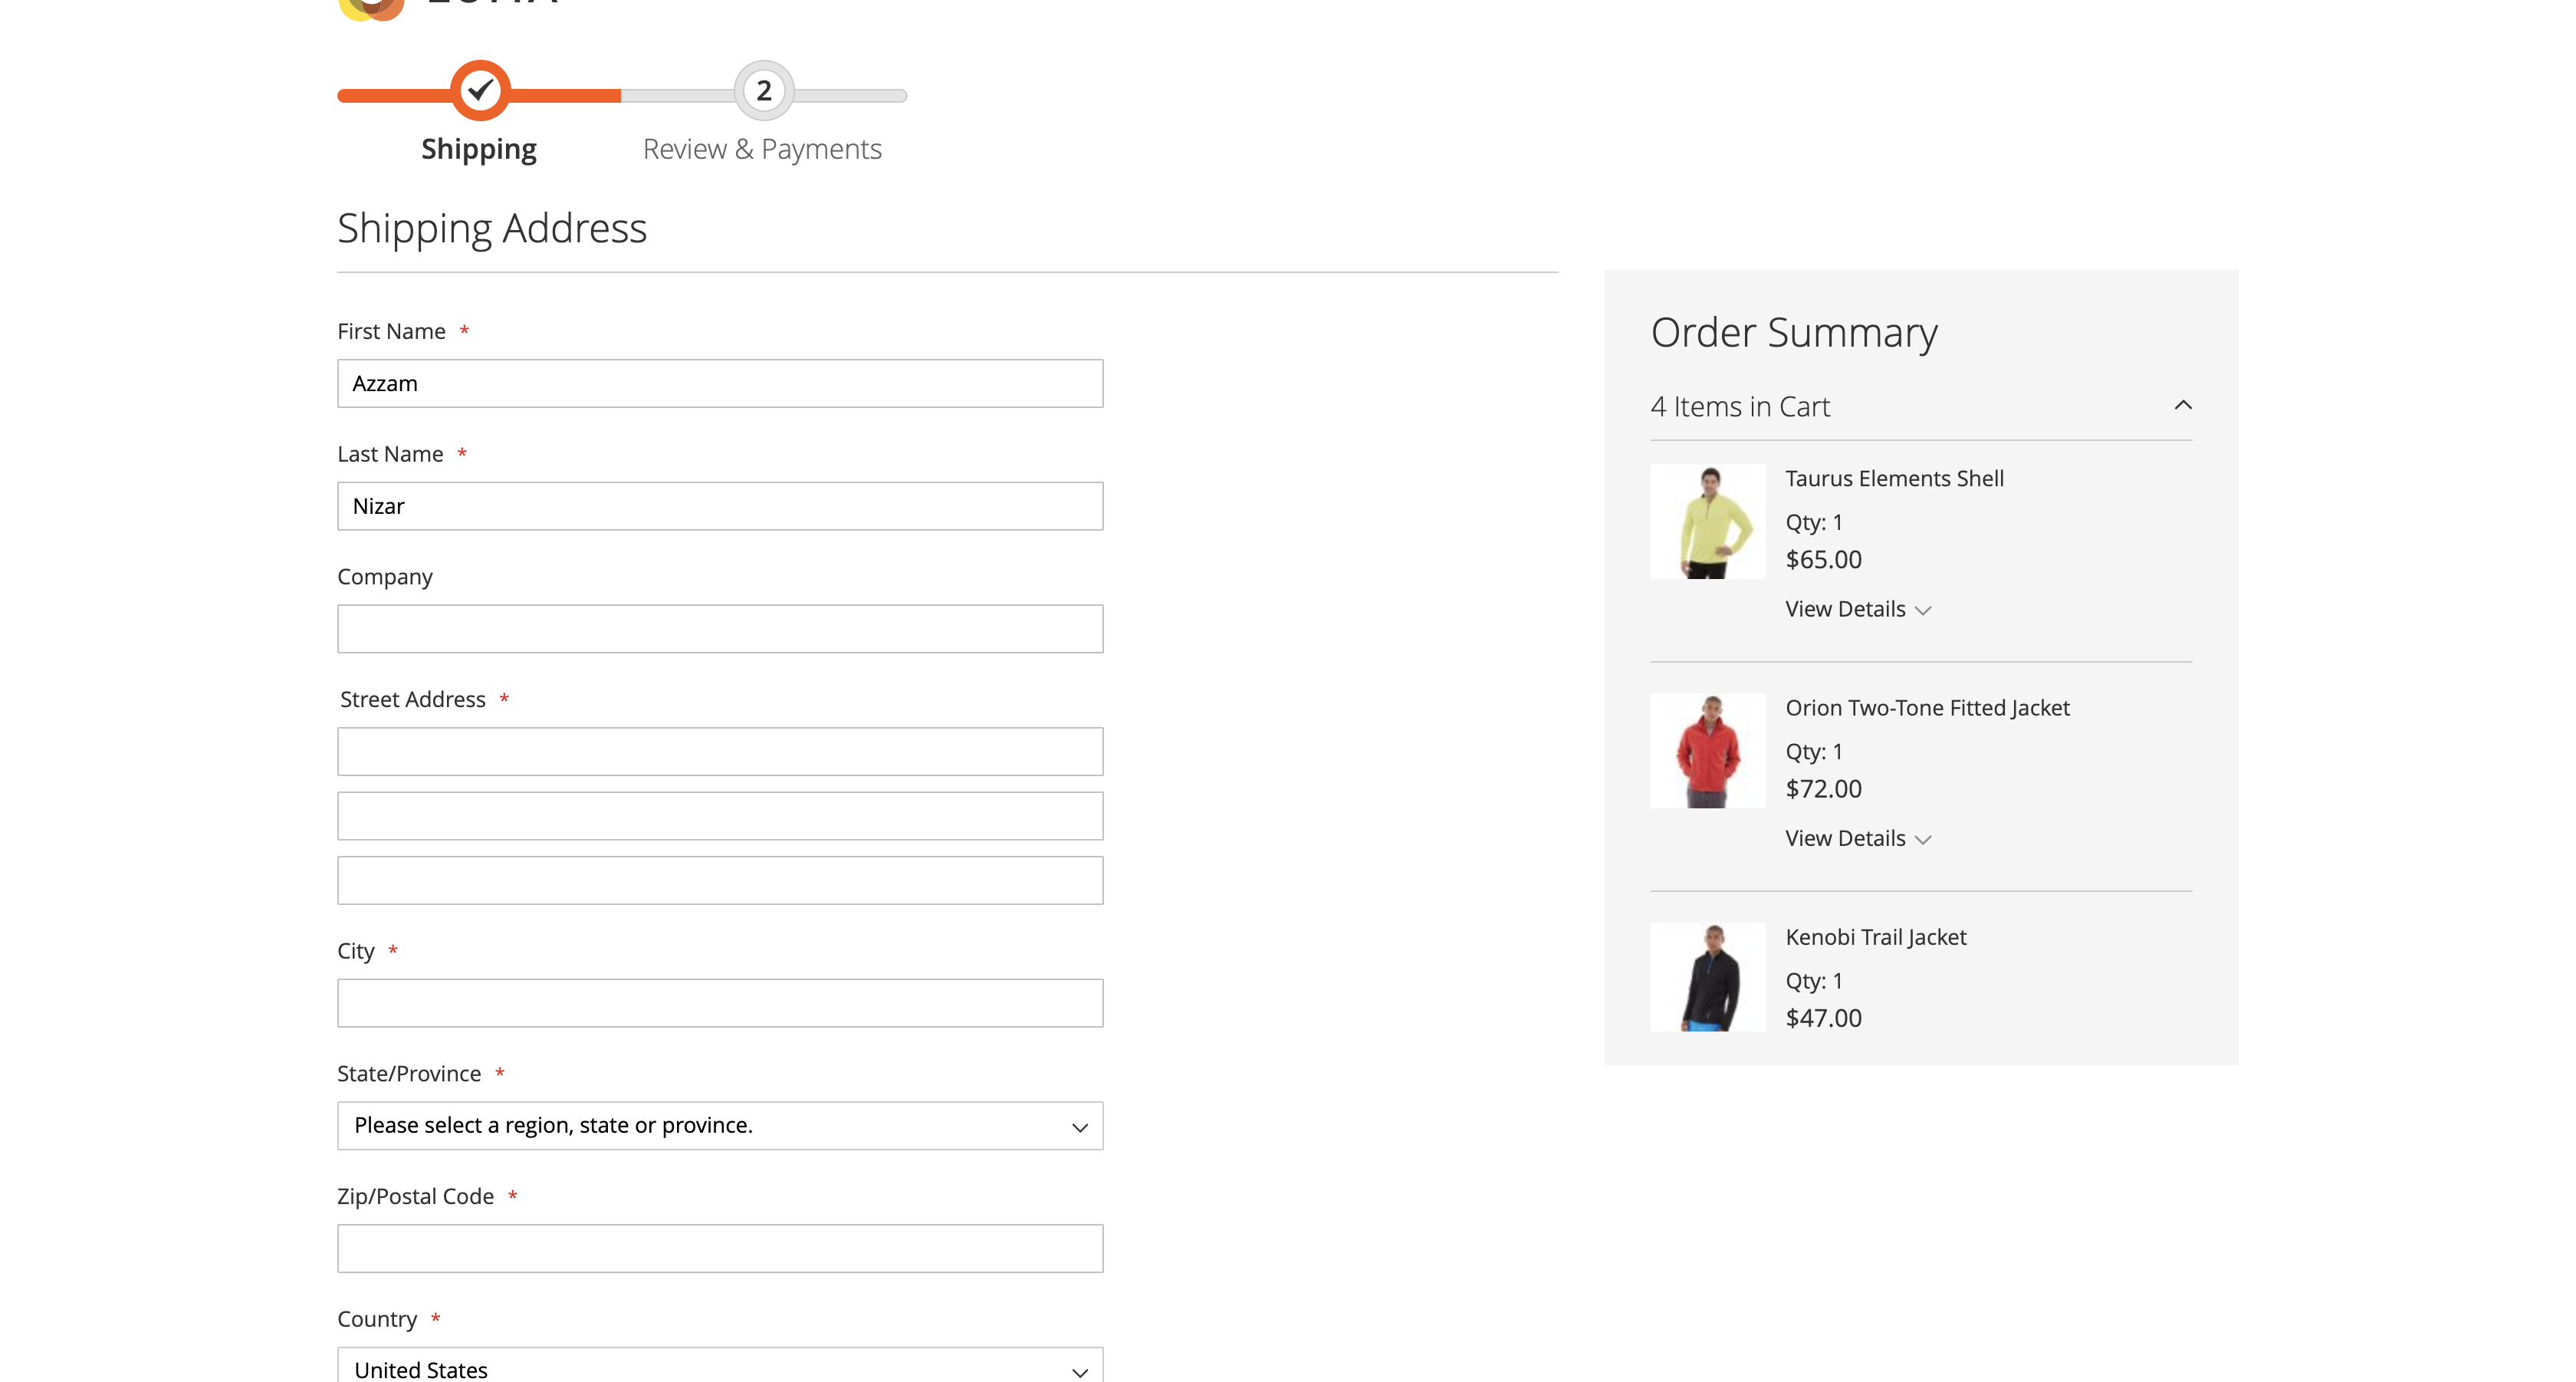 2
Shipping
Review & Payments
Shipping Address
First Name *
Azzam
Last Name *
Nizar
Company
Street Address *
City *
State/Province *
Please select a region, state or province.
Zip/Postal Code *
Country *
United States
Order Summary
4 Items in Cart
Taurus Elements Shell
Qty: 1
$65.00
View Details
Orion Two-Tone Fitted Jacket
Qty: 1
$72.00
View Details
Kenobi Trail Jacket
Qty: 1
$47.00